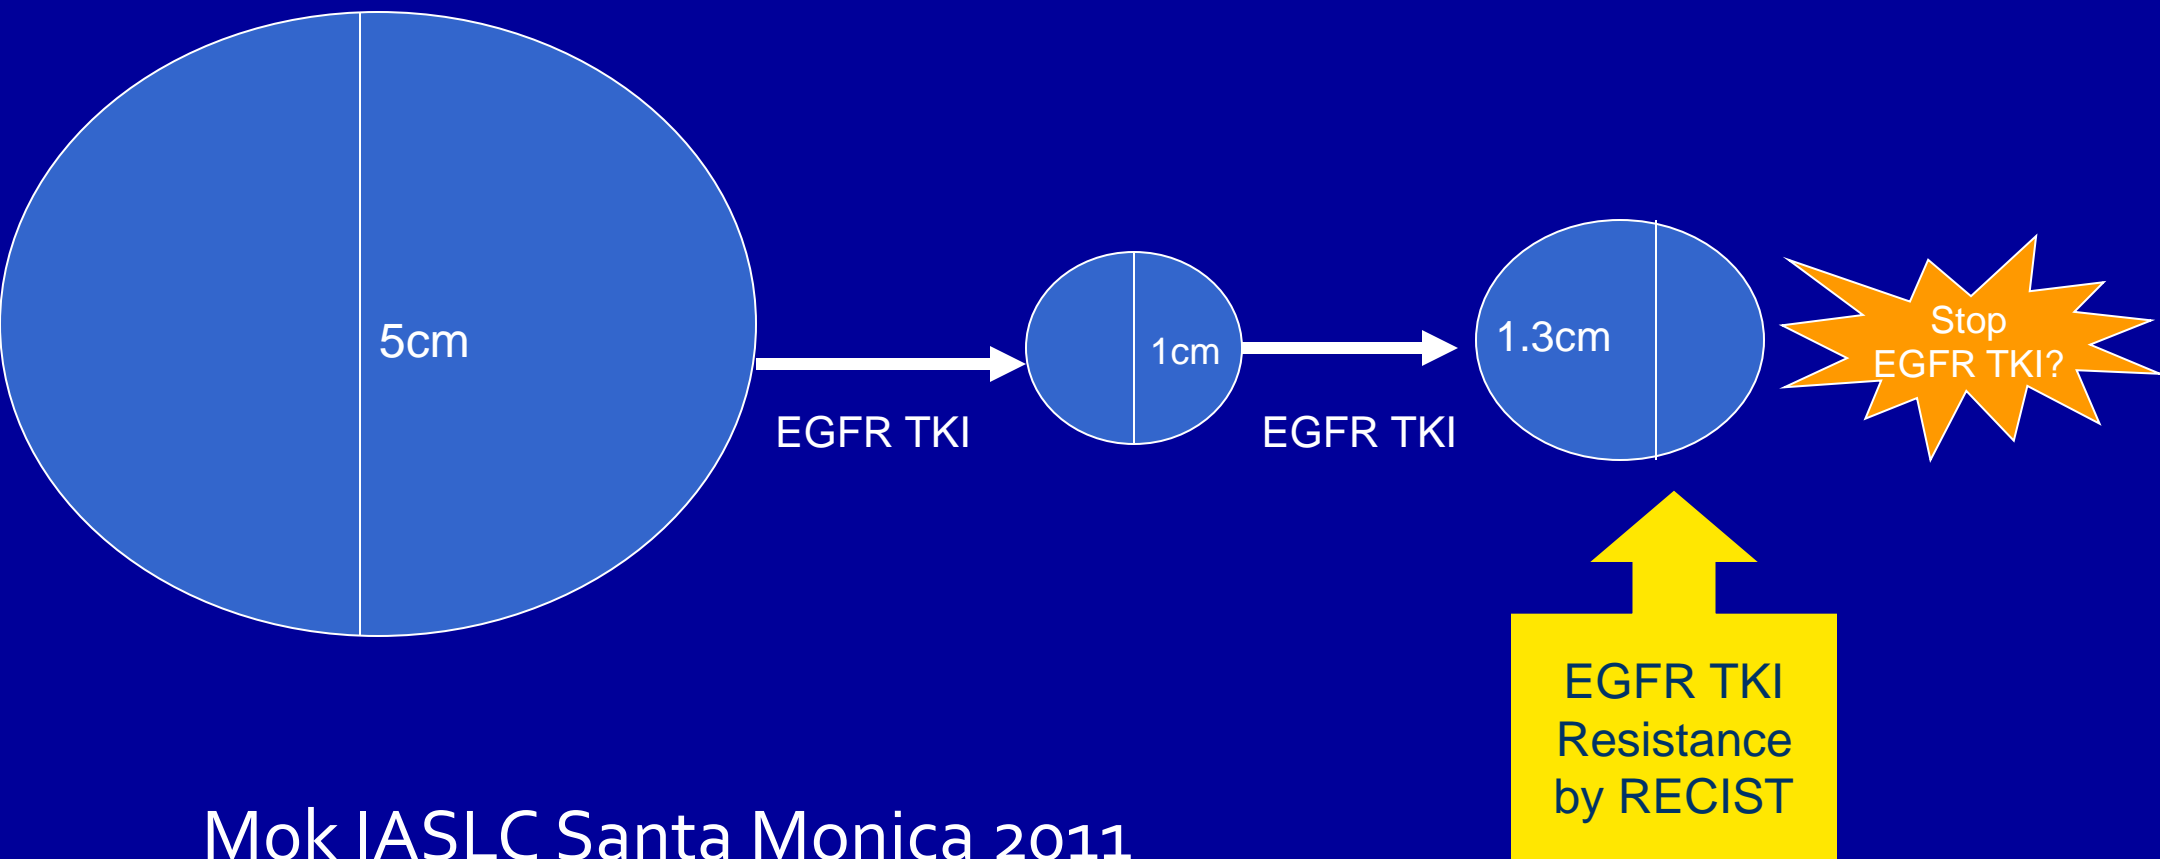 5cm
EGFR TKI
1cm
EGFR TKI
1.3cm
Stop
EGFR TKI?
EGFR TKI
Resistance
by RECIST
Mok IASLC Santa Monica 2011